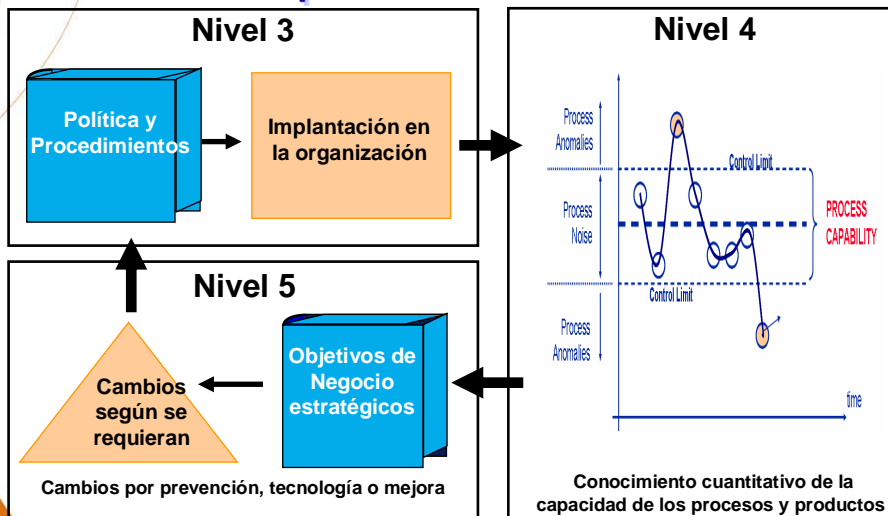 Nivel 3
Política y
Procedimientos
Implantación en
la organización
Nivel 4
Process
Anomalies
Control Limit
Process
Noise
PROCESS
CAPABILITY
Control Limit
Process
Anomalies
time
Conocimiento cuantitativo de la
capacidad de los procesos y productos
Nivel 5
Objetivos de
Negocio
estratégicos
Cambios
según se
requieran
Cambios por prevención, tecnología o mejora